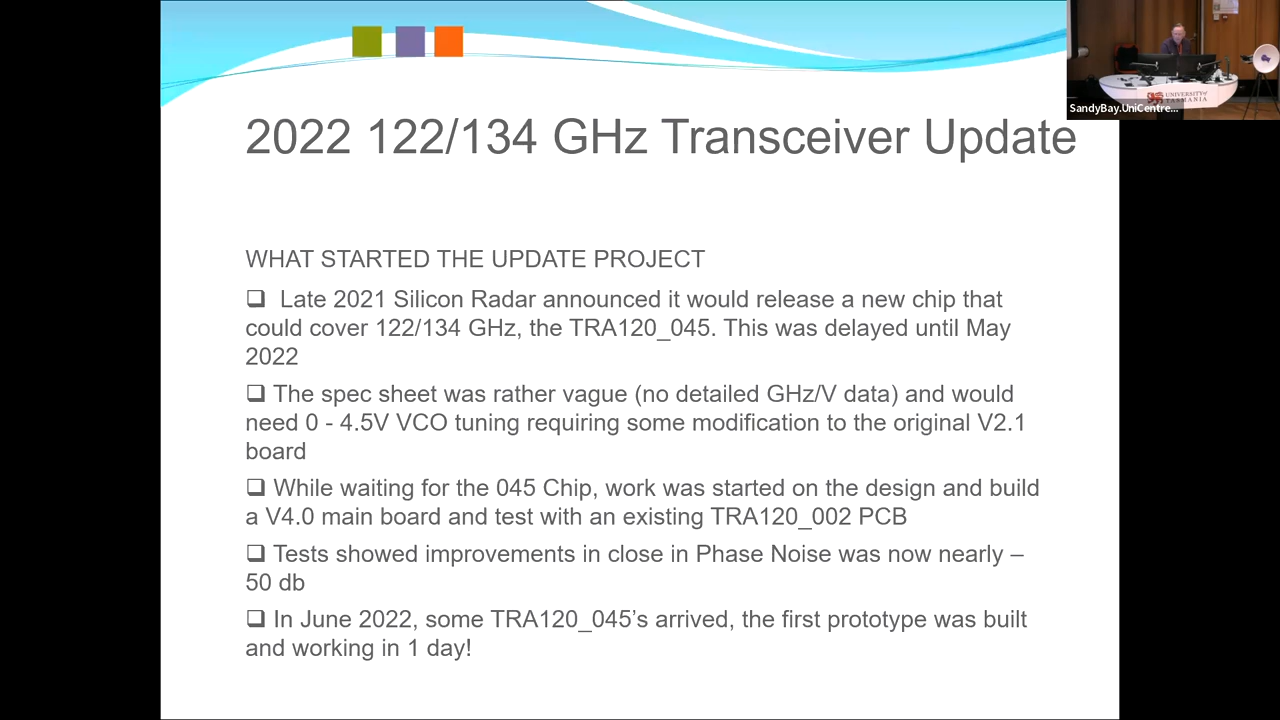 2022 122/134 GHz Transceiver Update
WHAT STARTED THE UPDATE PROJECT
❑ Late 2021 Silicon Radar announced it would release a new chip that
could cover 122/134 GHz, the TRA120_045. This was delayed until May
2022
❑ The spec sheet was rather vague (no detailed GHz/V data) and would
need 0 - 4.5V VCO tuning requiring some modification to the original V2.1
board
❑ While waiting for the 045 Chip, work was started on the design and build
a V4.0 main board and test with an existing TRA120_002 PCB
❑ Tests showed improvements in close in Phase Noise was now nearly –
50 db
❑ In June 2022, some TRA120_045’s arrived, the first prototype was built
and working in 1 day!
UNIVERSITY of
TASMANIA
SandyBay.UniCentre...